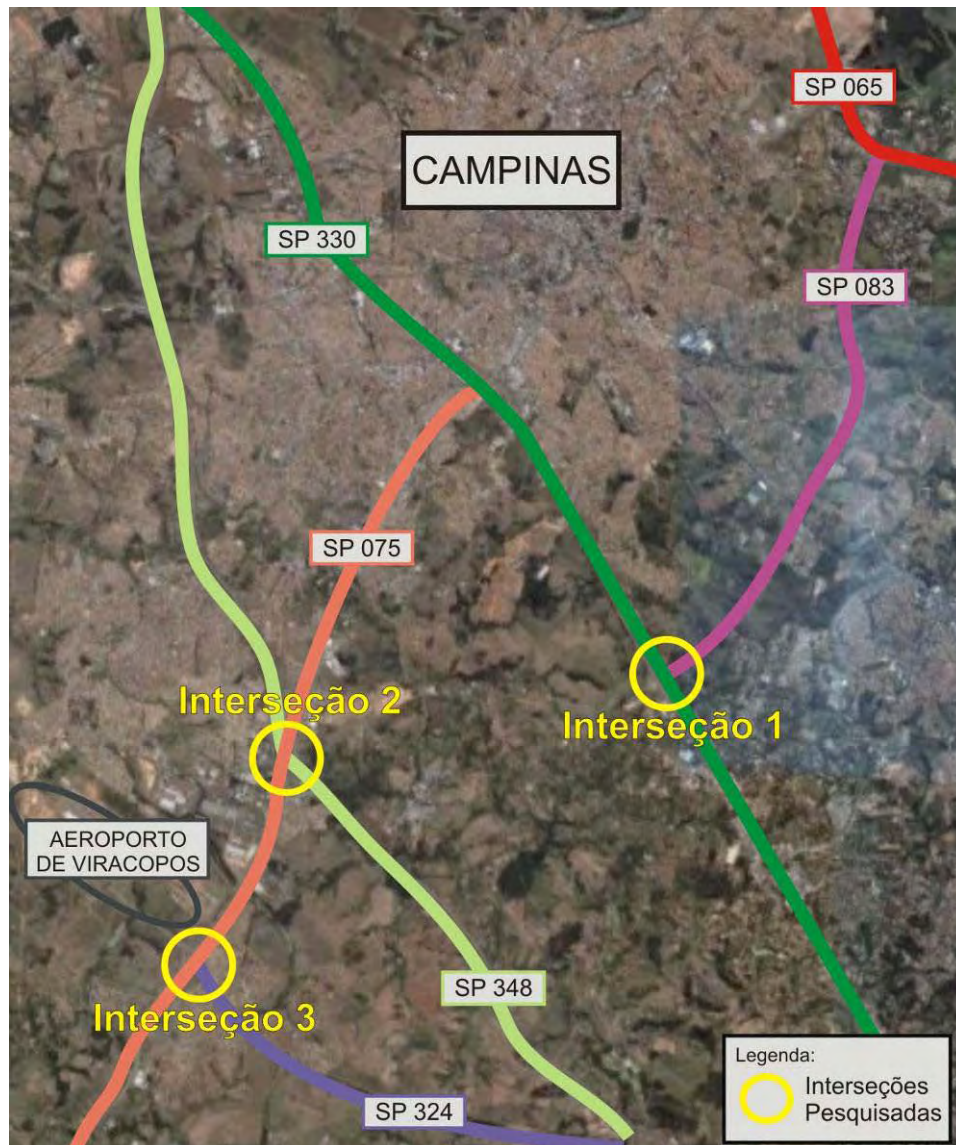 SP 065
CAMPINAS
SP 330
SP 083
SP 075
Interseção 2
Interseção 1
AEROPORTO
DE VIRACOPOS
SP 348
Interseção 3
SP 324
Legenda:
Interseções
Pesquisadas